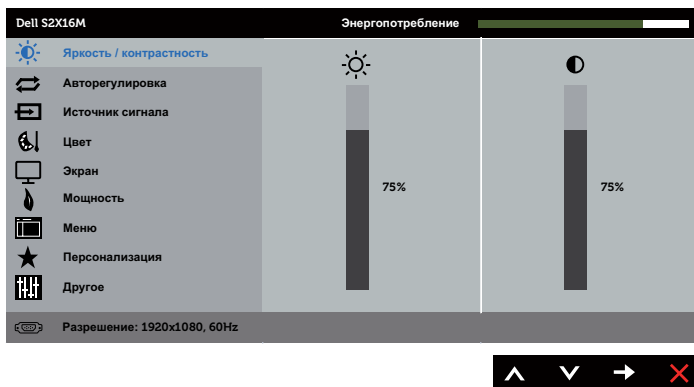 Dell S2X16M
Энергопотребление
Яркость / контрастность
Авторегулировка
Источник сигнала
Цвет
Экран
Мощность
Меню
Персонализация
Другое
75%
75%
Разрешение: 1920x1080, 60Hz